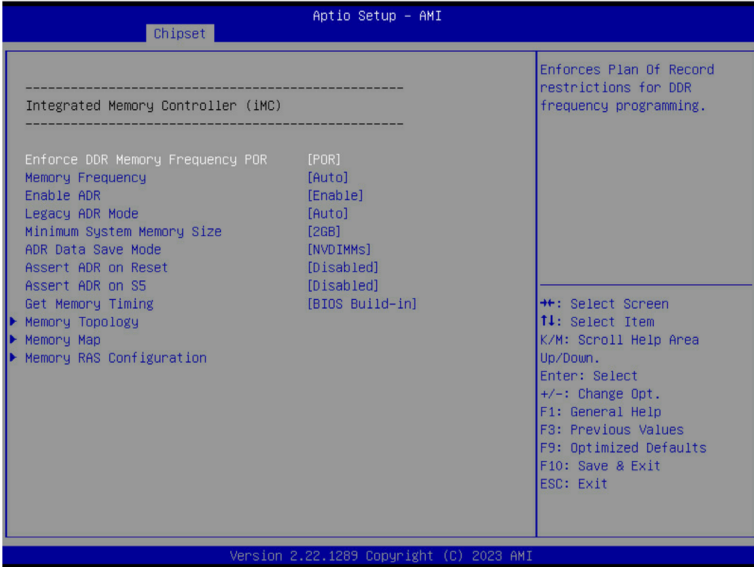 Aptio Setup – AMI
Chipset
--------------------------------------------------
Integrated Memory Controller (iMC)
--------------------------------------------------
Enforce DDR Memory Frequency POR [POR]
Memory Frequency [Auto]
Enable ADR [Enable]
Legacy ADR Mode [Auto]
Minimum System Memory Size [2GB]
ADR Data Save Mode [NVDIMMs]
Assert ADR on Reset [Disabled]
Assert ADR on S5 [Disabled]
Get Memory Timing [BIOS Build-in]
Memory Topology
Memory Map
Memory RAS Configuration
Enforces Plan Of Record
restrictions for DDR
frequency programming.
→←: Select Screen
↑↓: Select Item
K/M: Scroll Help Area
Up/Down.
Enter: Select
+/-: Change Opt.
F1: General Help
F3: Previous Values
F9: Optimized Defaults
F10: Save & Exit
ESC: Exit
Version 2.22.1289 Copyright (C) 2023 AMI